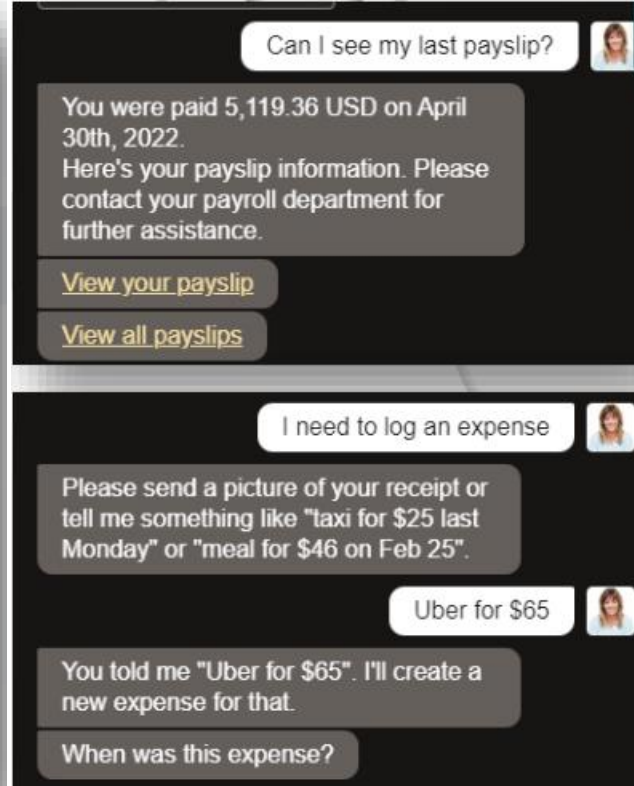 Can I see my last payslip?
You were paid 5,119.36 USD on April
30th, 2022.
Here's your payslip information. Please
contact your payroll department for
further assistance.
View your payslip
View all payslips
I need to log an expense
Please send a picture of your receipt or
tell me something like "taxi for $25 last
Monday" or "meal for $46 on Feb 25".
Uber for $65
You told me "Uber for $65". I'll create a
new expense for that.
When was this expense?